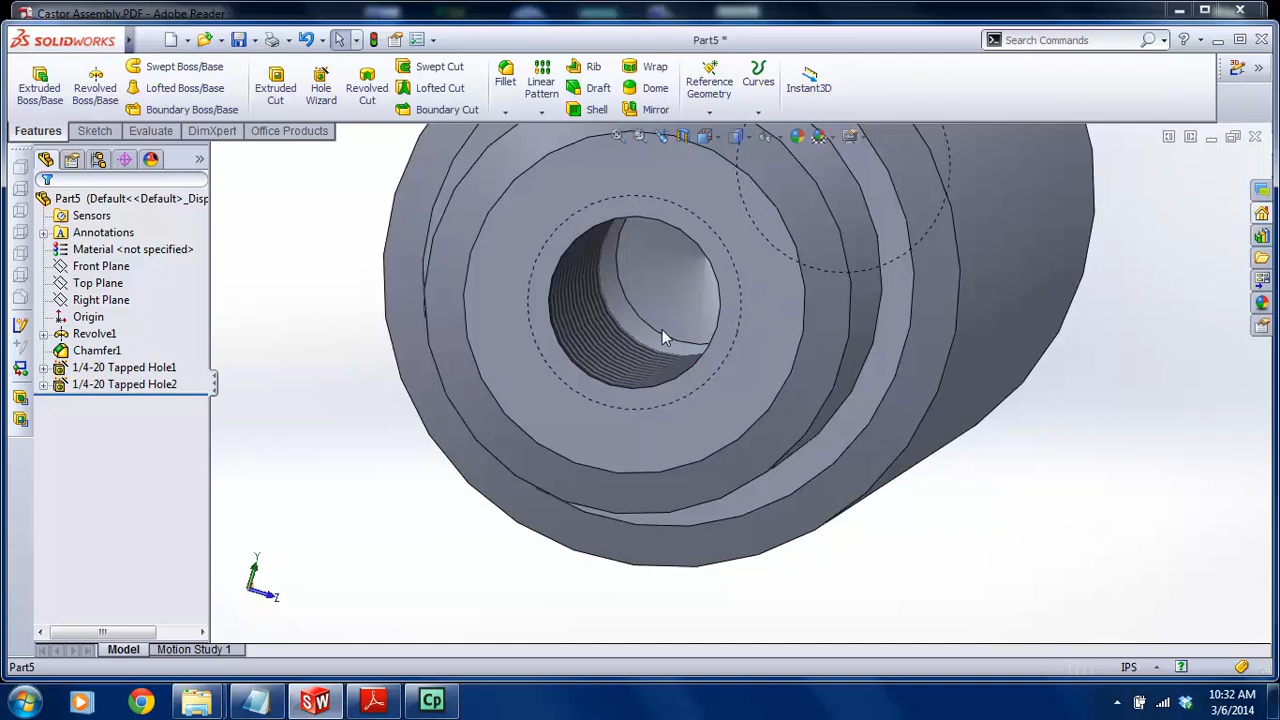 Castor Assembly.PDF - Adobe Reader
SOLIDWORKS
Part5 *
Search Commands
Extruded Boss/Base
Revolved Boss/Base
Swept Boss/Base
Lofted Boss/Base
Boundary Boss/Base
Extruded Cut
Hole Wizard
Revolved Cut
Swept Cut
Lofted Cut
Boundary Cut
Fillet
Linear Pattern
Rib
Draft
Shell
Wrap
Dome
Mirror
Reference Geometry
Curves
Instant3D
Features
Sketch
Evaluate
DimXpert
Office Products
Part5 (Default<<Default>_Disp
Sensors
Annotations
Material <not specified>
Front Plane
Top Plane
Right Plane
Origin
Revolve1
Chamfer1
1/4-20 Tapped Hole1
1/4-20 Tapped Hole2
Y
Z
Model
Motion Study 1
Part5
IPS
SW
Cp
10:32 AM
3/6/2014